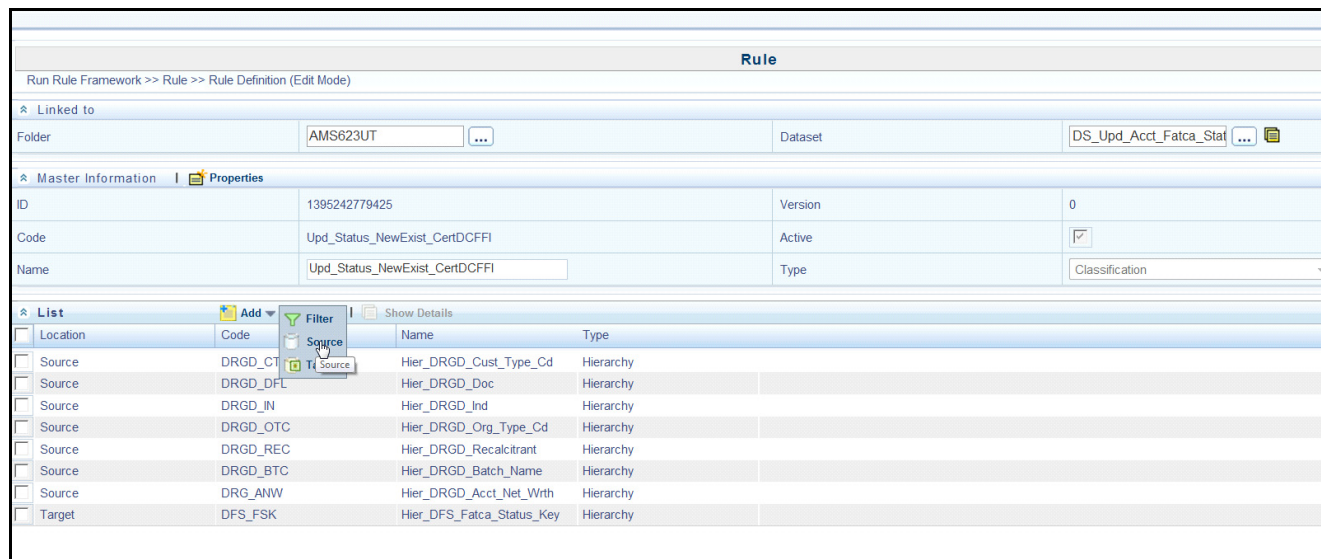 Rule
Run Rule Framework >> Rule >> Rule Definition (Edit Mode)
Linked to
Folder AMS623UT ... Dataset DS_Upd_Acct_Fatca_Stat ...
Master Information | Properties
ID 1395242779425 Version 0
Code Upd_Status_NewExist_CertDCFFI Active
Name Upd_Status_NewExist_CertDCFFI Type Classification
List Add | Show Details
Filter
Source
Source
Location Code Name Type
Source DRGD_CT Hier_DRGD_Cust_Type_Cd Hierarchy
Source DRGD_DFL Hier_DRGD_Doc Hierarchy
Source DRGD_IN Hier_DRGD_Ind Hierarchy
Source DRGD_OTC Hier_DRGD_Org_Type_Cd Hierarchy
Source DRGD_REC Hier_DRGD_Recalcitrant Hierarchy
Source DRGD_BTC Hier_DRGD_Batch_Name Hierarchy
Source DRG_ANW Hier_DRGD_Acct_Net_Wrth Hierarchy
Target DFS_FSK Hier_DFS_Fatca_Status_Key Hierarchy